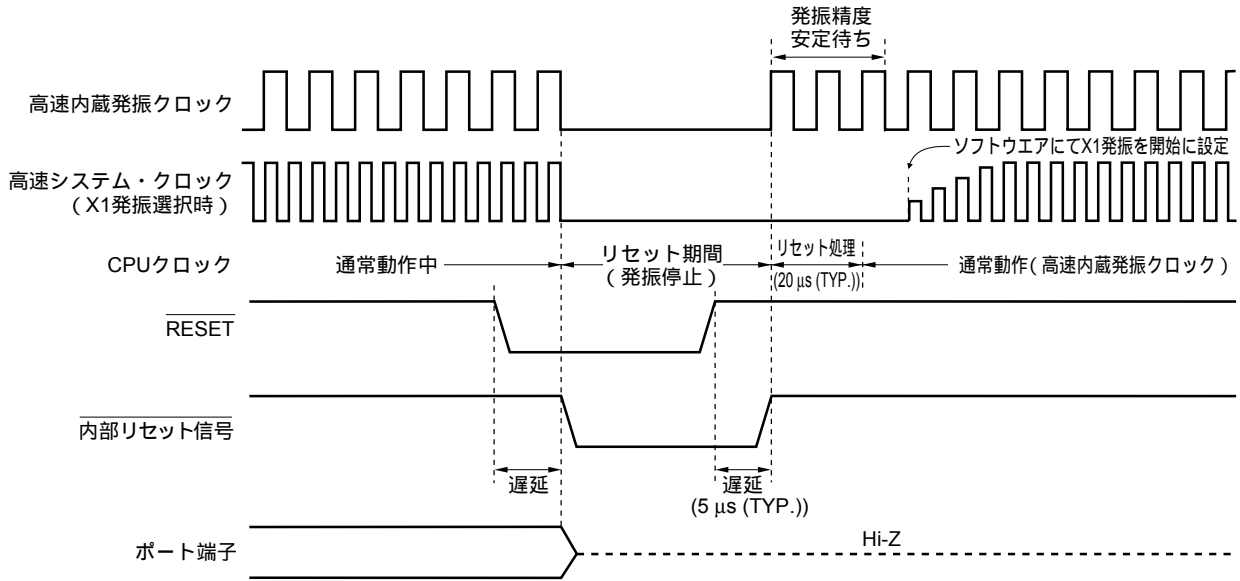 発振精度
安定待ち
高速内蔵発振クロック
ソフトウエアにてX1発振を開始に設定
高速システム・クロック
(X1発振選択時)
CPUクロック
通常動作中
リセット期間
(発振停止)
リセット処理
(20 μs (TYP.))
通常動作(高速内蔵発振クロック)
RESET
内部リセット信号
遅延
遅延
(5 μs (TYP.))
ポート端子
Hi-Z